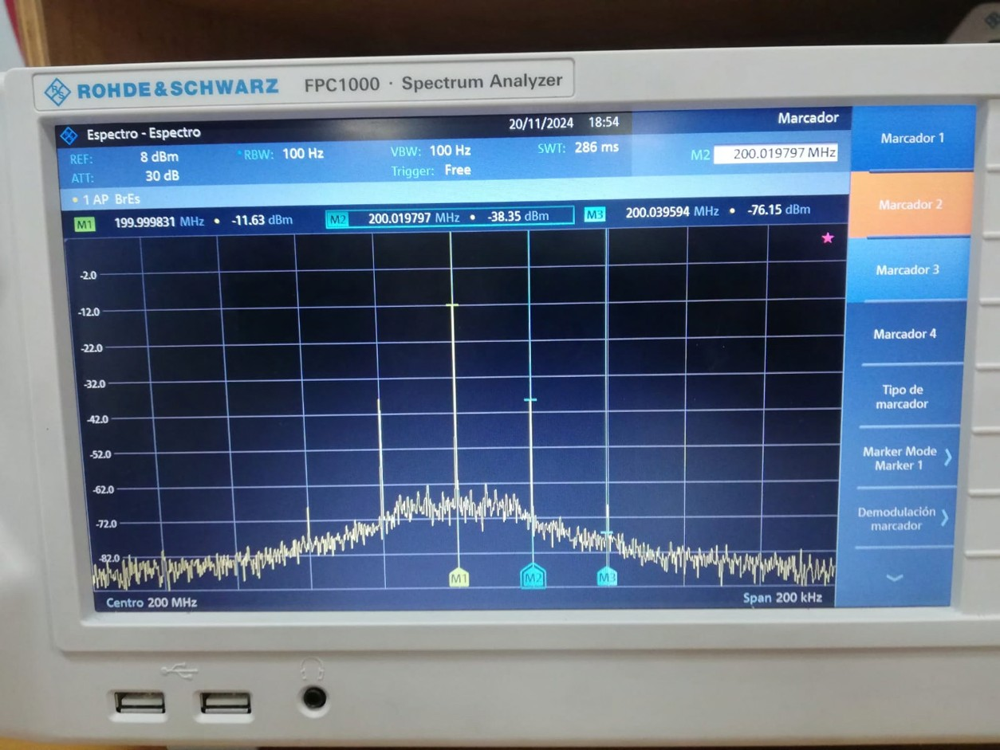 ROHDE&SCHWARZ FPC1000 · Spectrum Analyzer
Espectro - Espectro 20/11/2024 18:54 Marcador
REF: 8 dBm RBW: 100 Hz VBW: 100 Hz SWT: 286 ms M2 200.019797 MHz
ATT: 30 dB Trigger: Free
1 AP BrEs
M1 199.999831 MHz • -11.63 dBm M2 200.019797 MHz • -38.35 dBm M3 200.039594 MHz • -76.15 dBm
-2.0
-12.0
-22.0
-32.0
-42.0
-52.0
-62.0
-72.0
-82.0
M1 M2 M3
Centro 200 MHz Span 200 kHz
Marcador 1
Marcador 2
Marcador 3
Marcador 4
Tipo de
marcador
Marker Mode
Marker 1
Demodulación
marcador